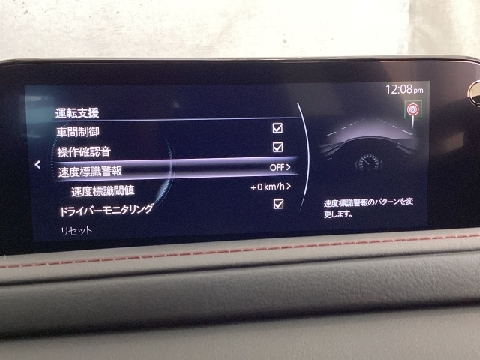 12:08pm
運転支援
車間制御
操作確認音
速度標識警報 OFF>
速度標識閾値 +0km/h>
ドライバーモニタリング
リセット
速度標識警報のパターンを変
更します。